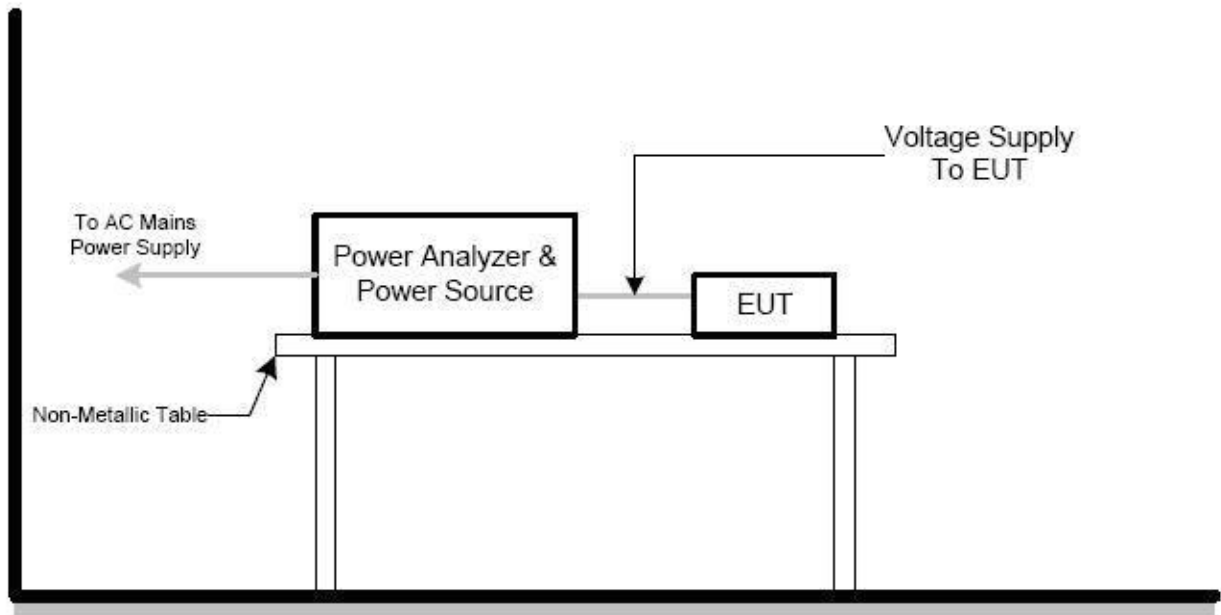 Voltage Supply
To EUT
To AC Mains
Power Supply
Power Analyzer &
Power Source
EUT
Non-Metallic Table